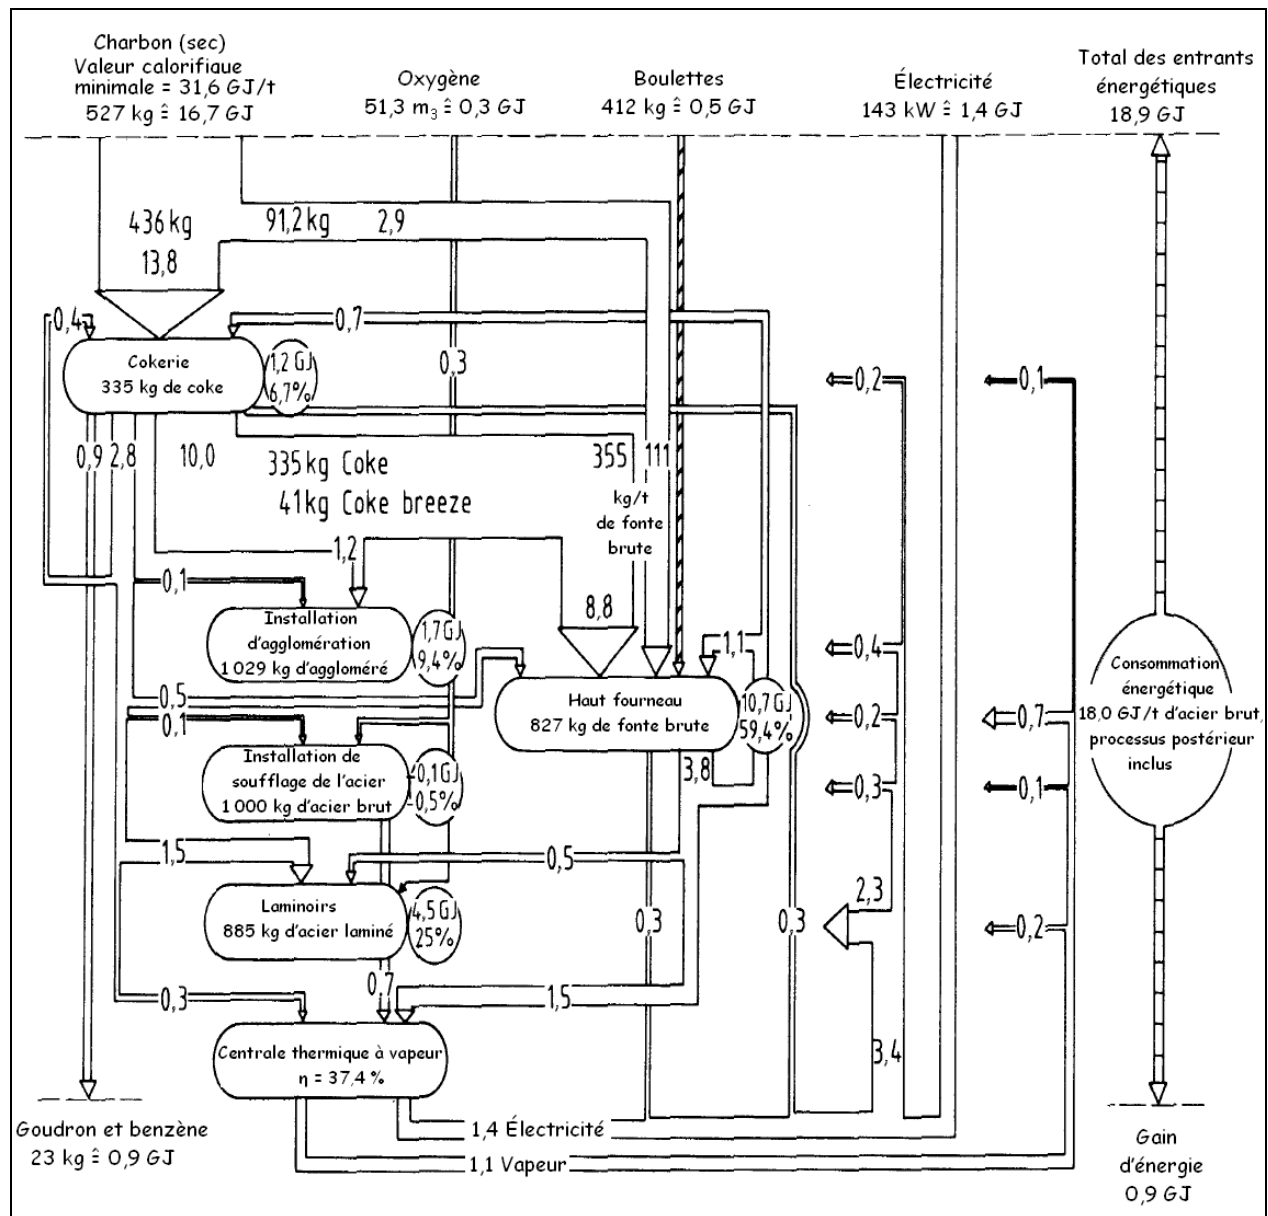 Charbon (sec)
Valeur calorifique
minimale = 31,6 GJ/t
527 kg ≙ 16,7 GJ
Oxygène
51,3 m₃ ≙ 0,3 GJ
Boulettes
412 kg ≙ 0,5 GJ
Électricité
143 kW ≙ 1,4 GJ
Total des entrants
énergétiques
18,9 GJ
436 kg
13,8
91,2 kg
2,9
0,4
0,7
Cokerie
335 kg de coke
1,2 GJ
6,7%
0,3
0,2
0,1
0,9
2,8
10,0
335 kg Coke
41 kg Coke breeze
355
111
kg/t
de fonte
brute
1,2
0,1
8,8
Installation
d'agglomération
1 029 kg d'aggloméré
1,7 GJ
9,4%
1,1
0,4
0,5
0,1
Haut fourneau
827 kg de fonte brute
10,7 GJ
59,4%
0,2
0,7
Consommation
énergétique
18,0 GJ/t d'acier brut,
processus postérieur
inclus
Installation de
soufflage de l'acier
1 000 kg d'acier brut
-0,1 GJ
-0,5%
3,8
0,3
0,1
1,5
0,5
2,3
Laminoirs
885 kg d'acier laminé
4,5 GJ
25%
0,3
0,3
0,2
0,7
0,3
1,5
Centrale thermique à vapeur
η = 37,4 %
3,4
Goudron et benzène
23 kg ≙ 0,9 GJ
1,4 Électricité
1,1 Vapeur
Gain
d'énergie
0,9 GJ